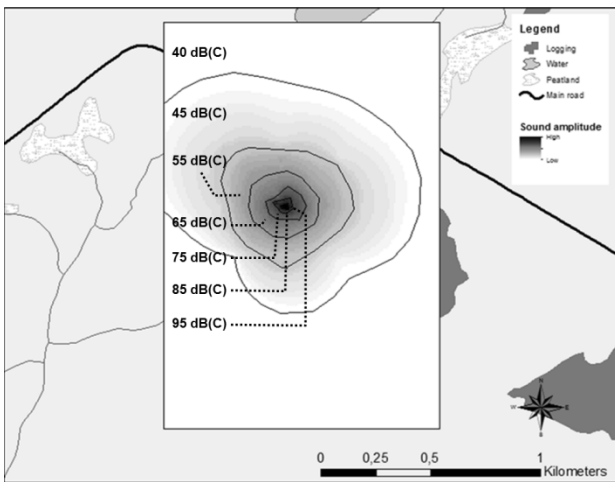 40 dB(C)
45 dB(C)
55 dB(C)
65 dB(C)
75 dB(C)
85 dB(C)
95 dB(C)
Legend
Logging
Water
Peatland
Main road
Sound amplitude
High
Low
N
W E
S
0 0,25 0,5 1
Kilometers